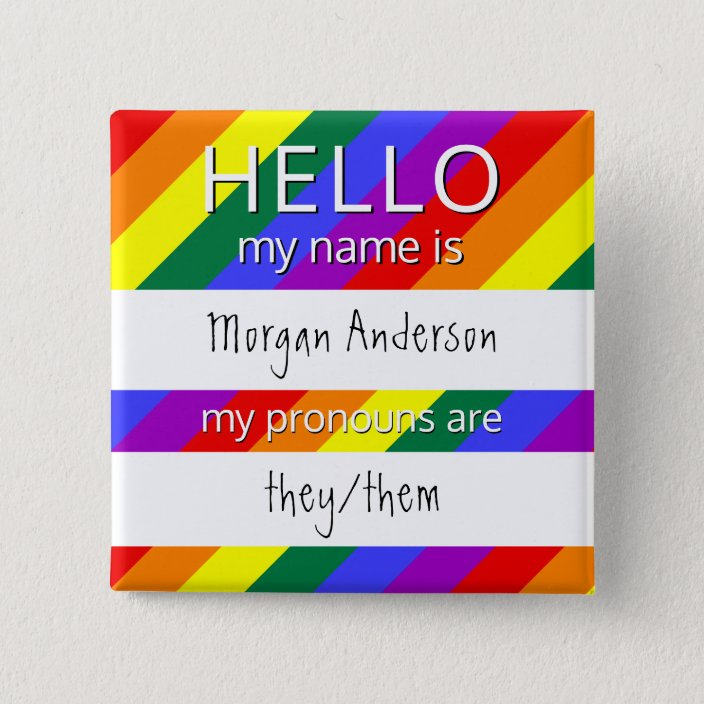 HELLO
my name is
Morgan Anderson
my pronouns are
they/them